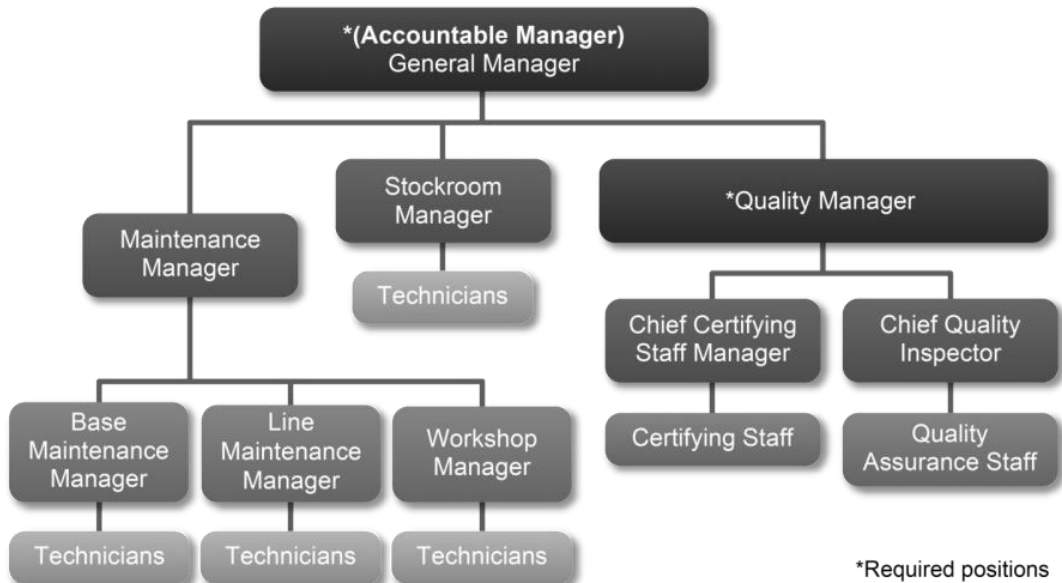 *(Accountable Manager)
General Manager
Stockroom
Manager
*Quality Manager
Maintenance
Manager
Technicians
Chief Certifying
Staff Manager
Chief Quality
Inspector
Base
Maintenance
Manager
Line
Maintenance
Manager
Workshop
Manager
Certifying Staff
Quality
Assurance Staff
Technicians
Technicians
Technicians
*Required positions